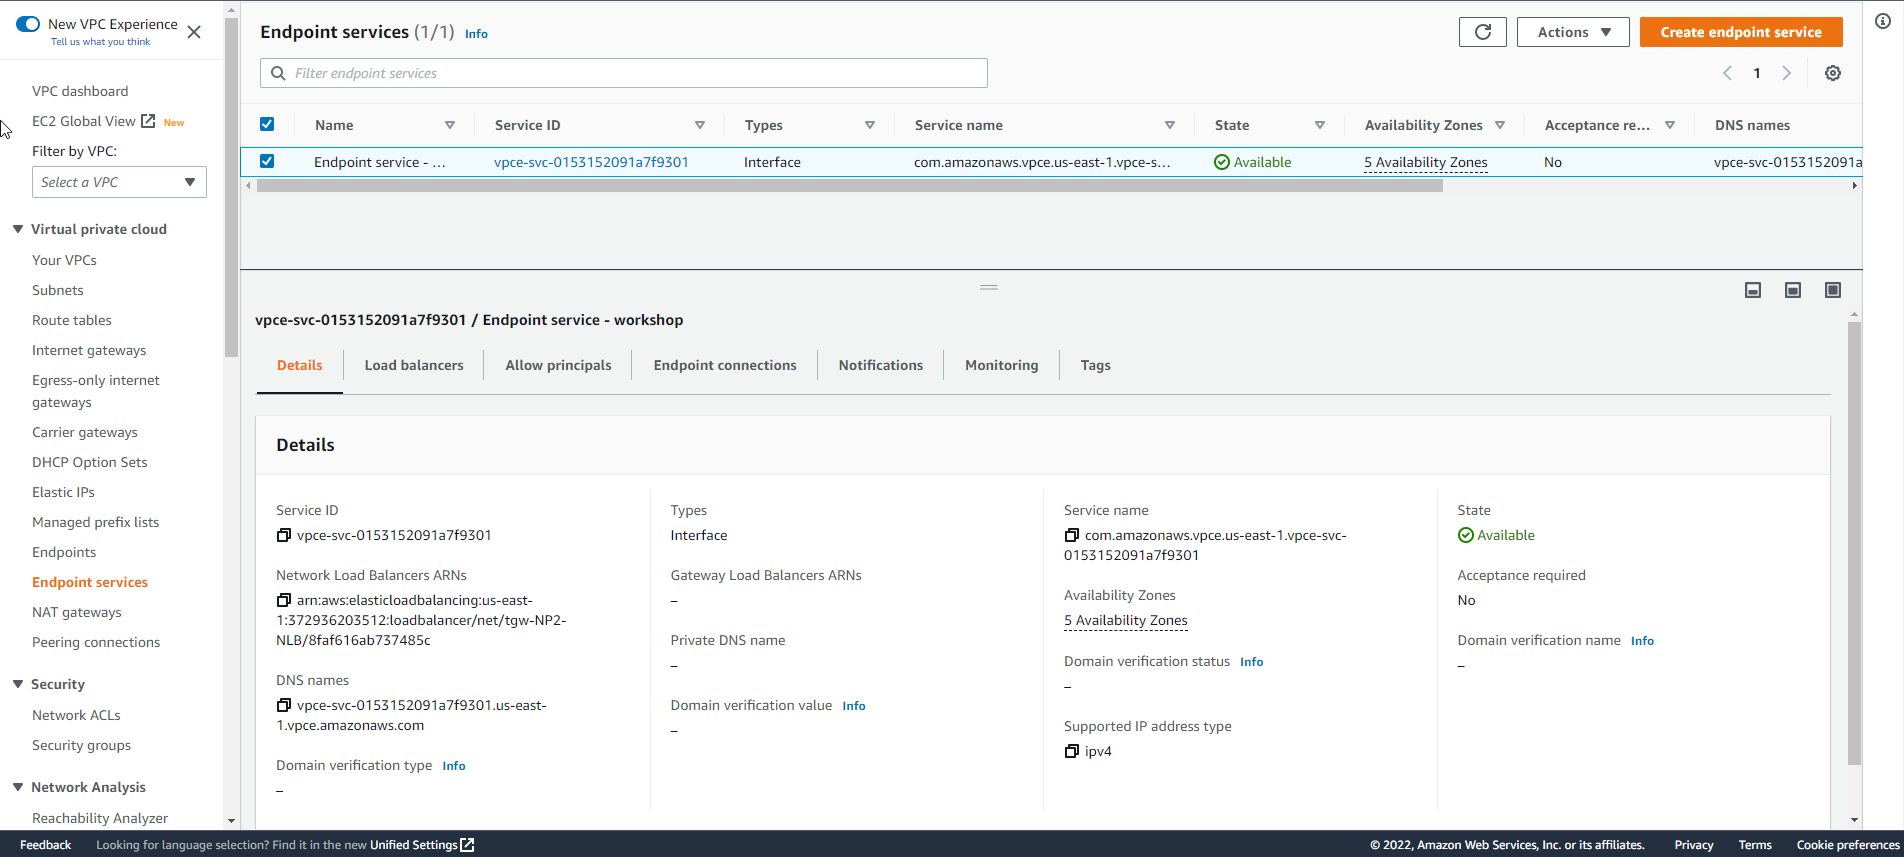 New VPC Experience
Tell us what you think
VPC dashboard
EC2 Global View New
Filter by VPC:
Select a VPC
Virtual private cloud
Your VPCs
Subnets
Route tables
Internet gateways
Egress-only internet
gateways
Carrier gateways
DHCP Option Sets
Elastic IPs
Managed prefix lists
Endpoints
Endpoint services
NAT gateways
Peering connections
Security
Network ACLs
Security groups
Network Analysis
Reachability Analyzer
Endpoint services (1/1) Info
Actions
Create endpoint service
Filter endpoint services
1
Name Service ID Types Service name State Availability Zones Acceptance re... DNS names
Endpoint service - ... vpce-svc-0153152091a7f9301 Interface com.amazonaws.vpce.us-east-1.vpce-s... Available 5 Availability Zones No vpce-svc-0153152091a
vpce-svc-0153152091a7f9301 / Endpoint service - workshop
Details Load balancers Allow principals Endpoint connections Notifications Monitoring Tags
Details
Service ID
vpce-svc-0153152091a7f9301
Network Load Balancers ARNs
arn:aws:elasticloadbalancing:us-east-
1:372936203512:loadbalancer/net/tgw-NP2-
NLB/8faf616ab737485c
DNS names
vpce-svc-0153152091a7f9301.us-east-
1.vpce.amazonaws.com
Domain verification type Info
–
Types
Interface
Gateway Load Balancers ARNs
–
Private DNS name
–
Domain verification value Info
–
Service name
com.amazonaws.vpce.us-east-1.vpce-svc-
0153152091a7f9301
Availability Zones
5 Availability Zones
Domain verification status Info
–
Supported IP address type
ipv4
State
Available
Acceptance required
No
Domain verification name Info
–
Feedback Looking for language selection? Find it in the new Unified Settings © 2022, Amazon Web Services, Inc. or its affiliates. Privacy Terms Cookie preferences